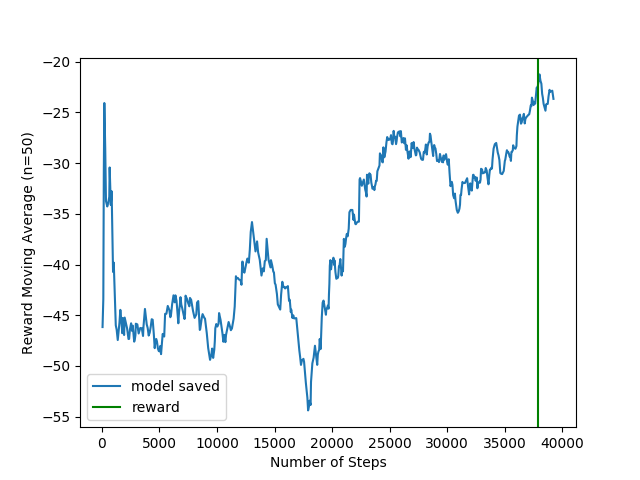 −20
−25
−30
−35
−40
−45
−50
−55
Reward Moving Average (n=50)
model saved
reward
0 5000 10000 15000 20000 25000 30000 35000 40000
Number of Steps